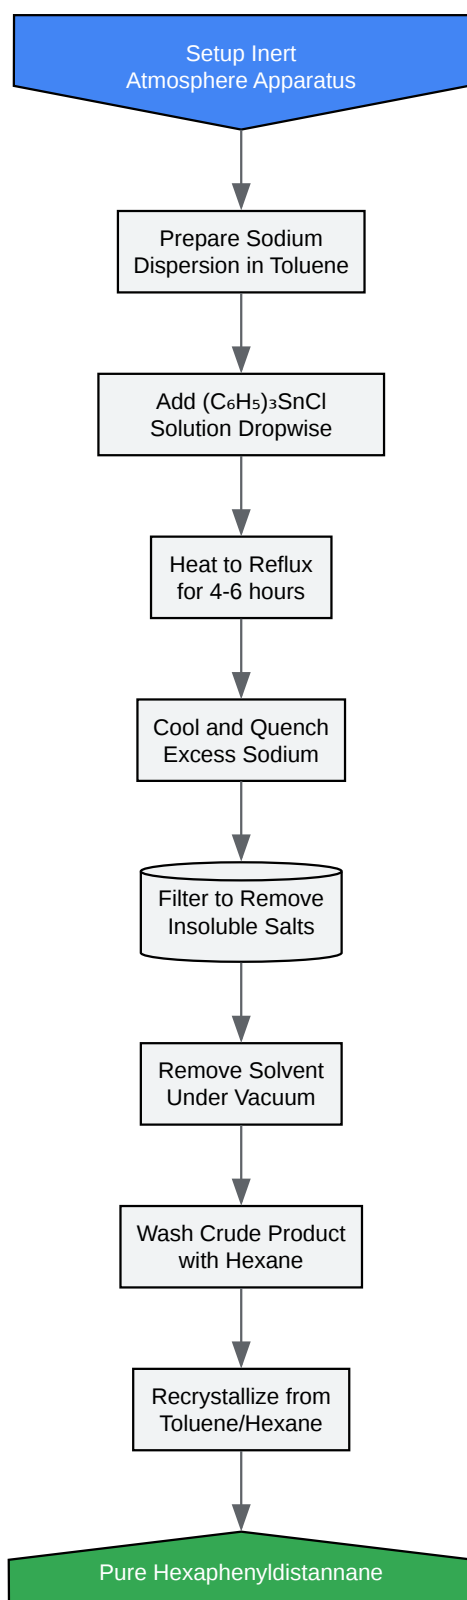 Setup Inert
Atmosphere Apparatus
Prepare Sodium
Dispersion in Toluene
Add (C₆H₅)₃SnCl
Solution Dropwise
Heat to Reflux
for 4-6 hours
Cool and Quench
Excess Sodium
Filter to Remove
Insoluble Salts
Remove Solvent
Under Vacuum
Wash Crude Product
with Hexane
Recrystallize from
Toluene/Hexane
Pure Hexaphenyldistannane